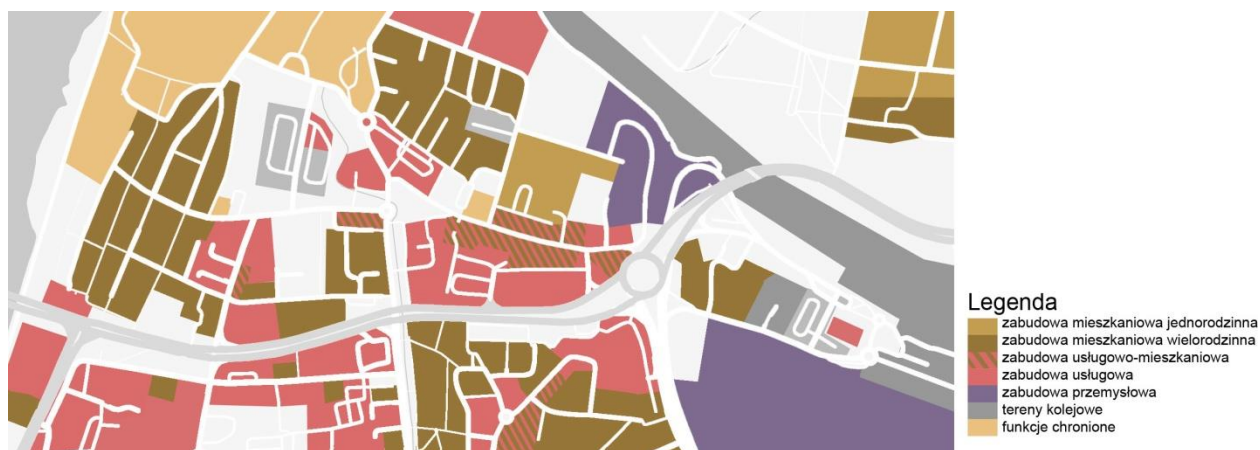 Legenda
zabudowa mieszkaniowa jednorodzinna
zabudowa mieszkaniowa wielorodzinna
zabudowa usługowo-mieszkaniowa
zabudowa usługowa
zabudowa przemysłowa
tereny kolejowe
funkcje chronione